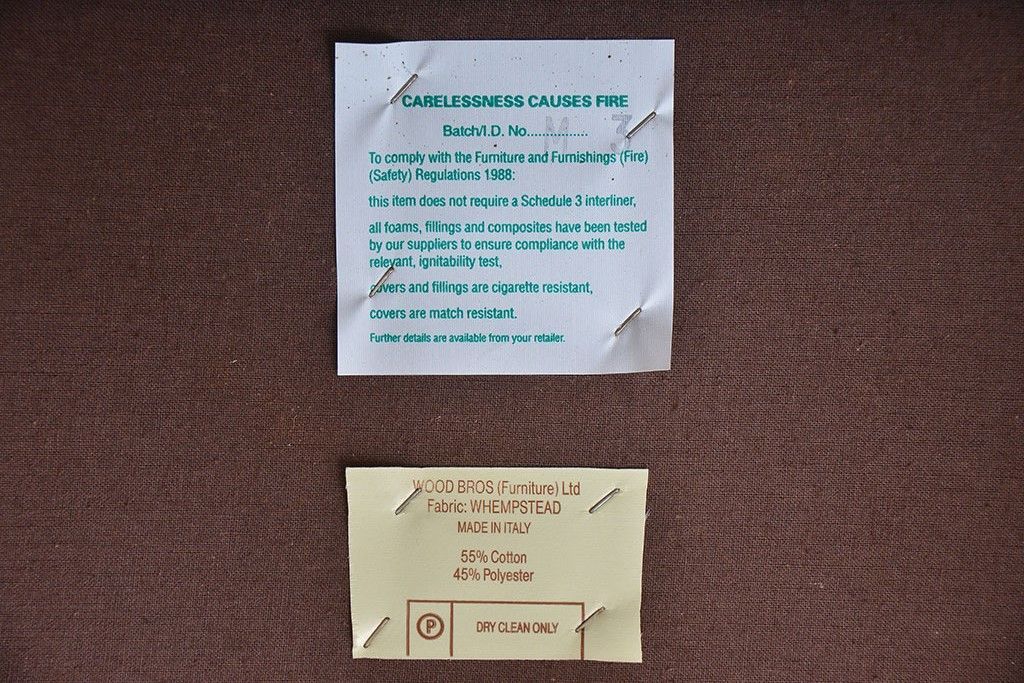 CARELESSNESS CAUSES FIRE
Batch/I.D. No................ M 3
To comply with the Furniture and Furnishings (Fire)
(Safety) Regulations 1988:
this item does not require a Schedule 3 interliner,
all foams, fillings and composites have been tested
by our suppliers to ensure compliance with the
relevant, ignitability test,
covers and fillings are cigarette resistant,
covers are match resistant.
Further details are available from your retailer.
WOOD BROS (Furniture) Ltd
Fabric: WHEMPSTEAD
MADE IN ITALY
55% Cotton
45% Polyester
P DRY CLEAN ONLY